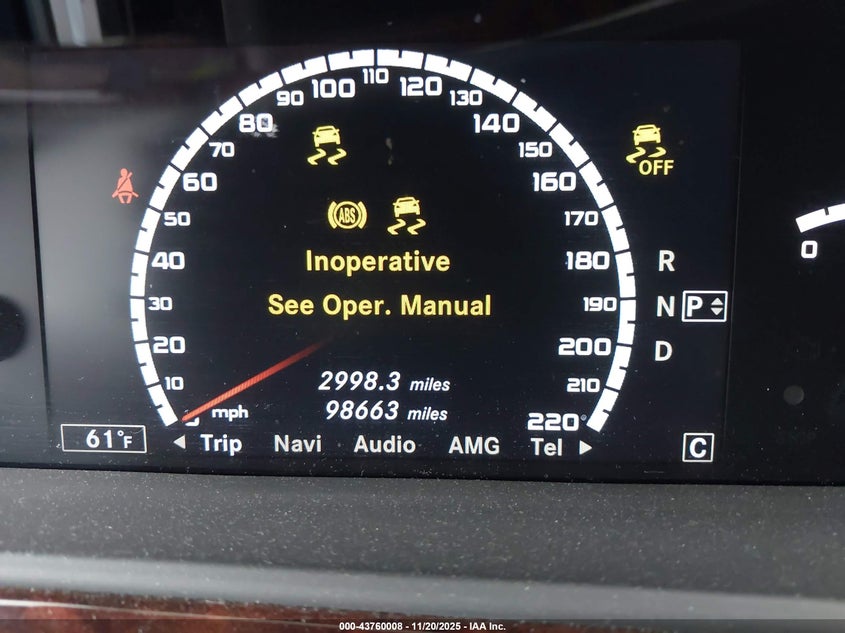 110
100 120
90 130
80 140
70 150
60 160
50 170
40 180
30 190
20 200
10 210
mph 220
OFF
ABS
Inoperative
See Oper. Manual
R
N P
D
2998.3 miles
98663 miles
61°F
Trip Navi Audio AMG Tel
C
0
000-43760008 - 11/20/2025 - IAA Inc.